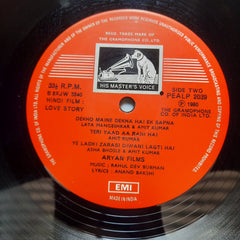 REGD. TRADE MARK OF
THE GRAMOPHONE CO., LTD.
HIS MASTER'S VOICE
33⅓ R.P.M.
HINDI FILM :
LOVE STORY
SIDE TWO
PEALP 2039
℗ 1980
THE GRAMOPHONE
CO. OF INDIA LTD.
DEKHO MAINE DEKHA HAI EK SAPNA
LATA MANGESHKAR & AMIT KUMAR
TERI YAAD AA RAHI HAI
AMIT KUMAR
YE LADKI ZARASI DIWANI LAGTI HAI
ASHA BHOSLE & AMIT KUMAR
ARYAN FILMS
MUSIC : RAHUL DEV BURMAN
LYRICS : ANAND BAKSHI
EMI
MADE IN INDIA